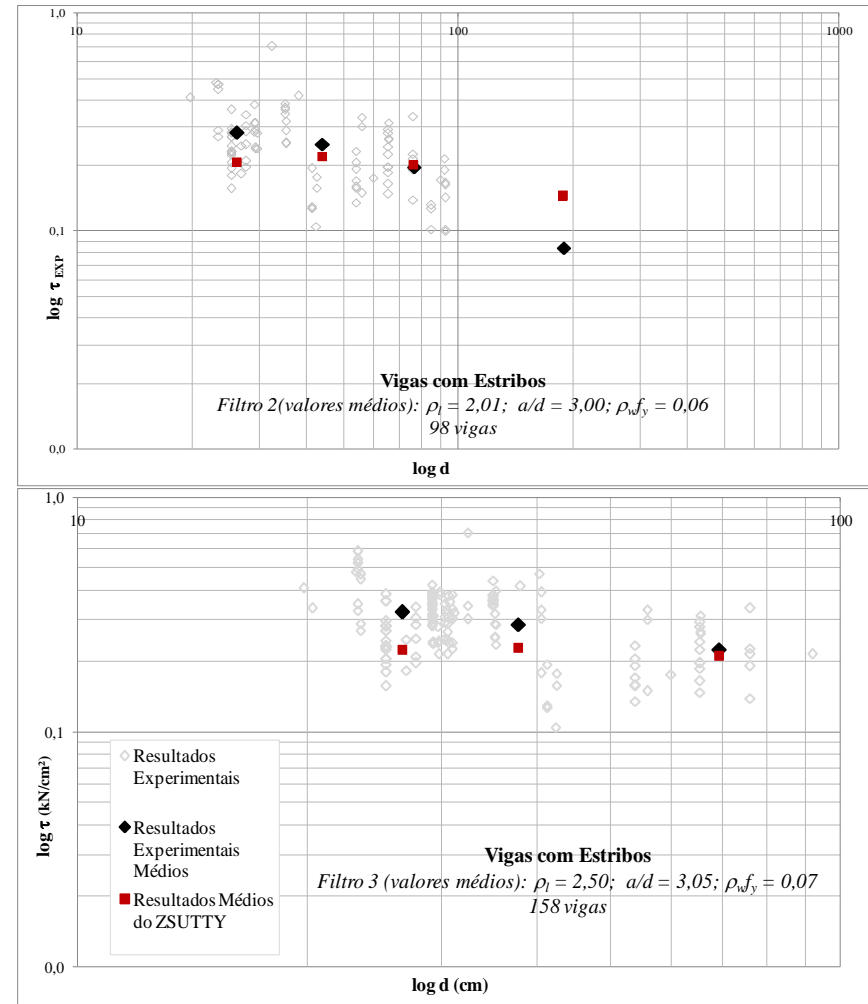 1,0
10
100
1000
0,1
0,0
log τ EXP
Vigas com Estribos
Filtro 2(valores médios): ρl = 2,01; a/d = 3,00; ρwfy = 0,06
98 vigas
log d
1,0
10
100
0,1
0,0
log τ (kN/cm²)
Resultados
Experimentais
Resultados
Experimentais
Médios
Resultados Médios
do ZSUTTY
Vigas com Estribos
Filtro 3 (valores médios): ρl = 2,50; a/d = 3,05; ρwfy = 0,07
158 vigas
log d (cm)